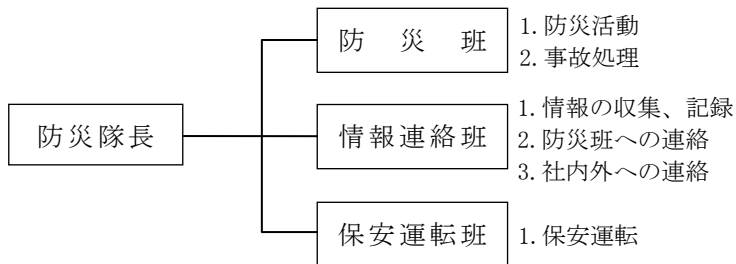 防災隊長
防災班
1.防災活動
2.事故処理
情報連絡班
1.情報の収集、記録
2.防災班への連絡
3.社内外への連絡
保安運転班
1.保安運転